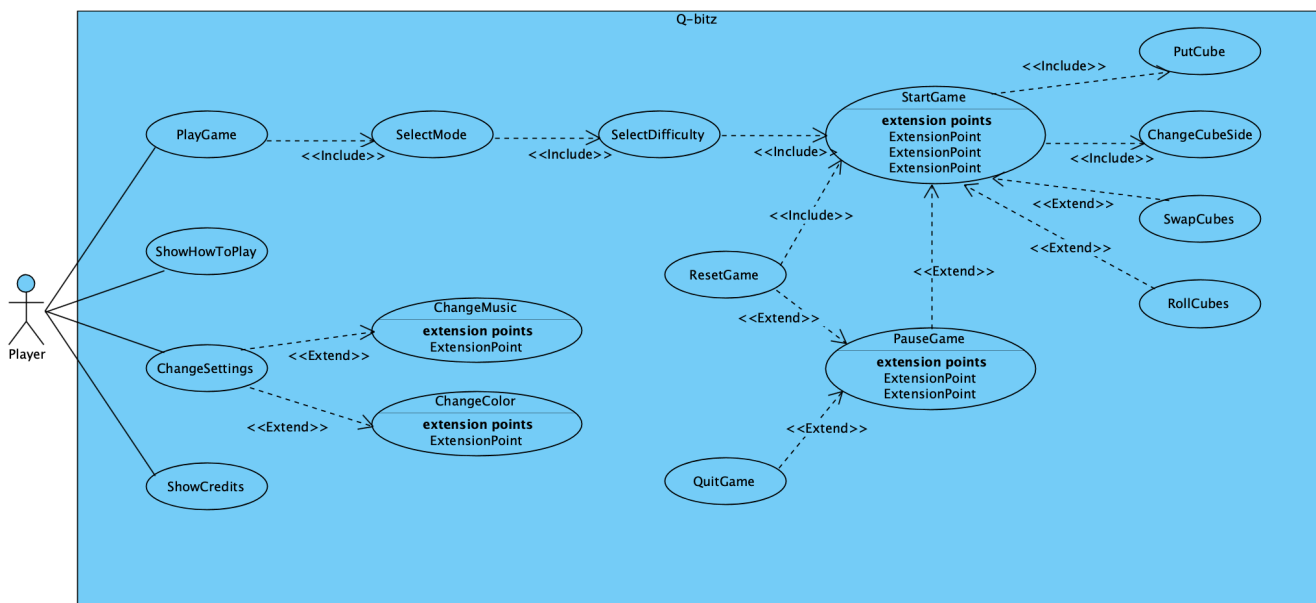 Q-bitz
PutCube
<<Include>>
StartGame
extension points
ExtensionPoint
ExtensionPoint
ExtensionPoint
PlayGame
SelectMode
SelectDifficulty
ChangeCubeSide
<<Include>>
<<Include>>
<<Include>>
<<Include>>
<<Extend>>
SwapCubes
<<Include>>
ShowHowToPlay
<<Extend>>
ResetGame
<<Extend>>
RollCubes
ChangeMusic
extension points
ExtensionPoint
<<Extend>>
PauseGame
extension points
ExtensionPoint
ExtensionPoint
Player
<<Extend>>
ChangeSettings
ChangeColor
extension points
ExtensionPoint
<<Extend>>
<<Extend>>
ShowCredits
QuitGame